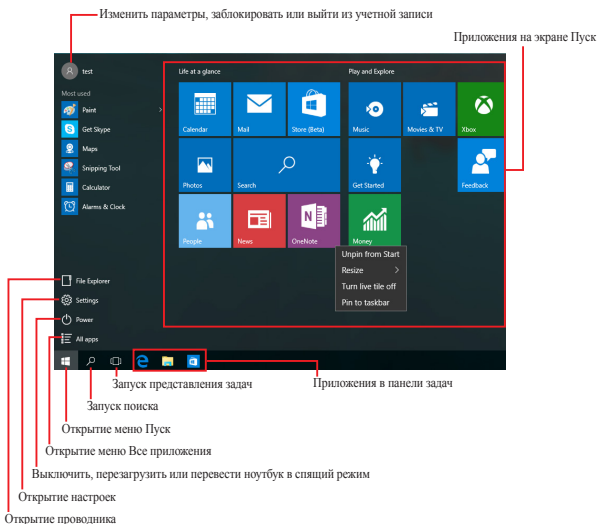 Изменить параметры, заблокировать или выйти из учетной записи
Приложения на экране Пуск
test
Life at a glance
Play and Explore
Most used
Paint
Get Skype
Maps
Snipping Tool
Calculator
Alarms & Clock
Calendar
Mail
Store (Beta)
Music
Movies & TV
Xbox
Photos
Search
Get Started
Feedback
People
News
OneNote
Money
Unpin from Start
Resize
Turn live tile off
Pin to taskbar
File Explorer
Settings
Power
All apps
Запуск представления задач
Приложения в панели задач
Запуск поиска
Открытие меню Пуск
Открытие меню Все приложения
Выключить, перезагрузить или перевести ноутбук в спящий режим
Открытие настроек
Открытие проводника